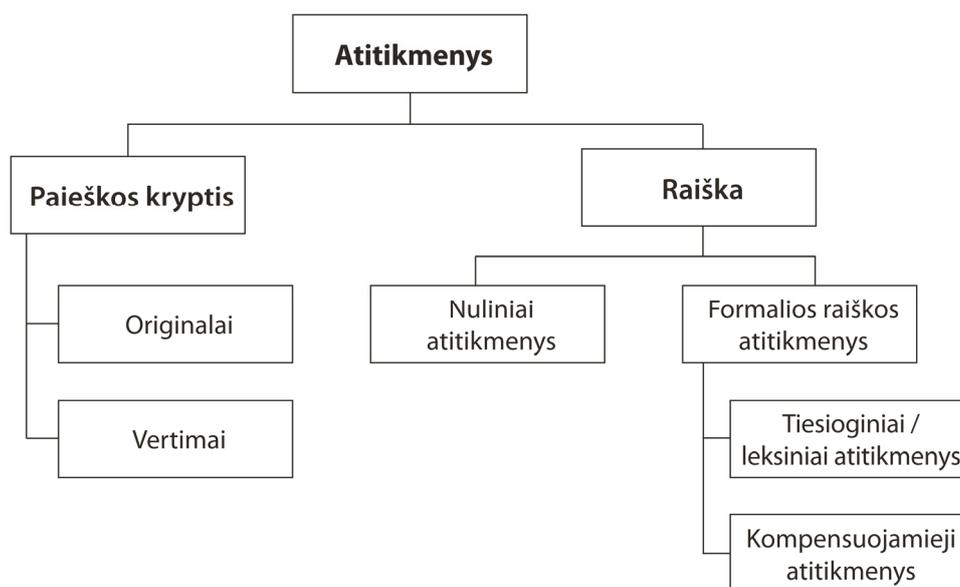 Atitikmenys
Paieškos kryptis
Raiška
Originalai
Vertimai
Nuliniai
atitikmenys
Formalios raiškos
atitikmenys
Tiesioginiai /
leksiniai atitikmenys
Kompensuojamieji
atitikmenys